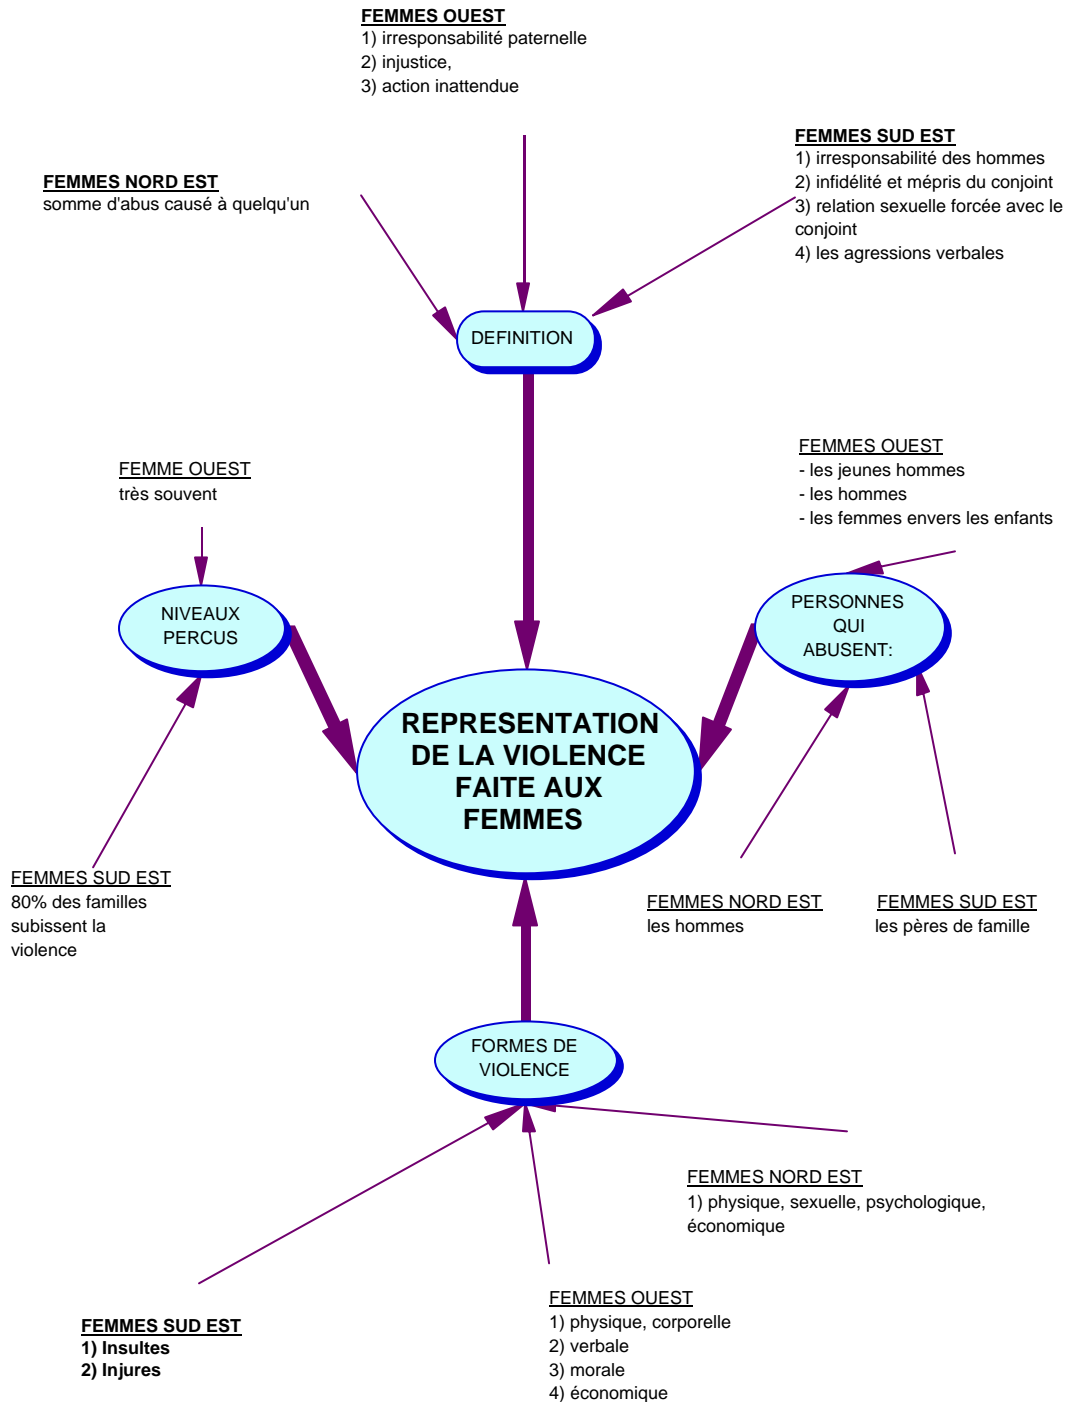 FEMMES OUEST
1) irresponsabilité paternelle
2) injustice,
3) action inattendue
FEMMES SUD EST
1) irresponsabilité des hommes
2) infidélité et mépris du conjoint
3) relation sexuelle forcée avec le
conjoint
4) les agressions verbales
FEMMES NORD EST
somme d'abus causé à quelqu'un
DEFINITION
FEMMES OUEST
- les jeunes hommes
- les hommes
- les femmes envers les enfants
FEMME OUEST
très souvent
NIVEAUX
PERCUS
PERSONNES
QUI
ABUSENT:
REPRESENTATION
DE LA VIOLENCE
FAITE AUX
FEMMES
FEMMES SUD EST
80% des familles
subissent la
violence
FEMMES NORD EST
les hommes
FEMMES SUD EST
les pères de famille
FORMES DE
VIOLENCE
FEMMES NORD EST
1) physique, sexuelle, psychologique,
économique
FEMMES OUEST
1) physique, corporelle
2) verbale
3) morale
4) économique
FEMMES SUD EST
1) Insultes
2) Injures